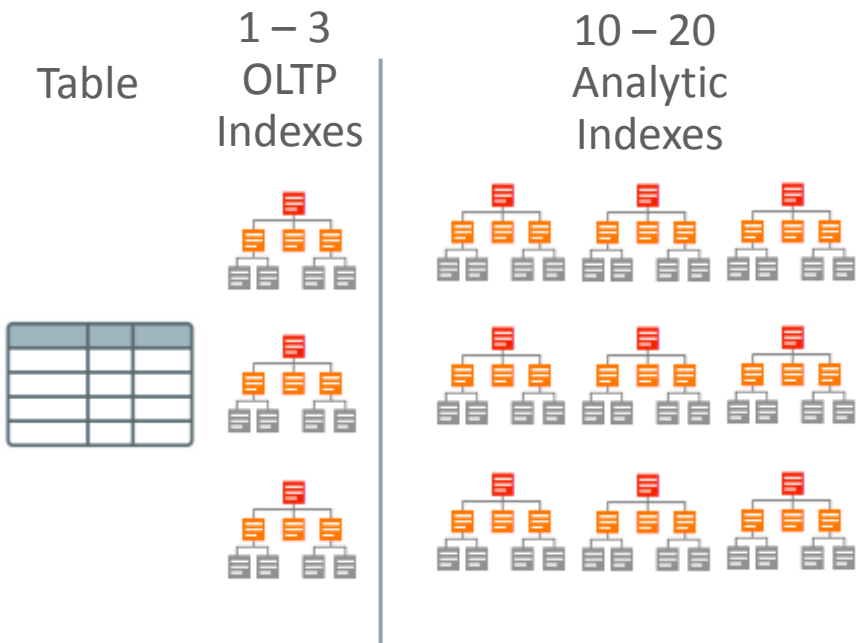 Table
1 – 3
OLTP
Indexes
10 – 20
Analytic
Indexes